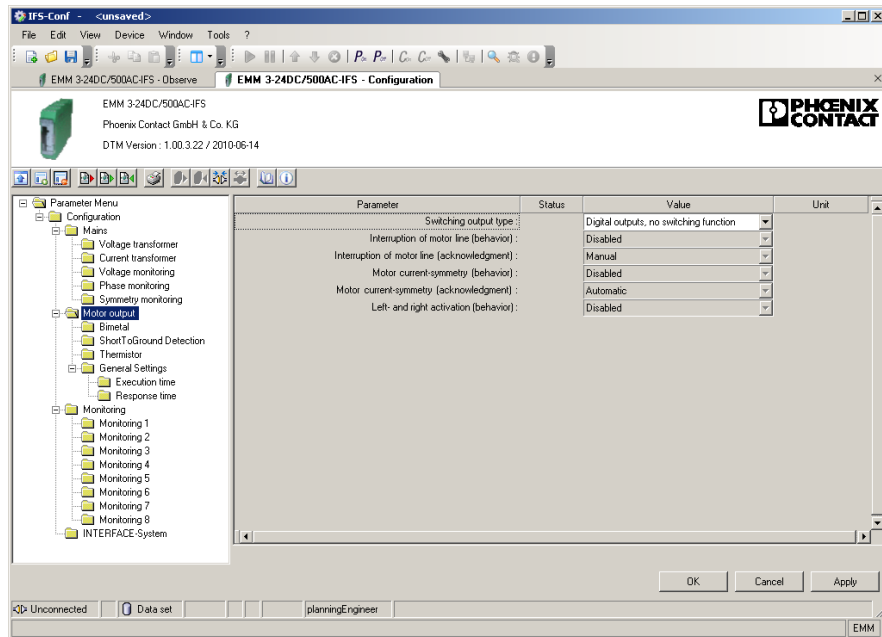 IFS-Conf - <unsaved>
File Edit View Device Window Tools ?
EMM 3-24DC/500AC-IFS - Observe
EMM 3-24DC/500AC-IFS - Configuration
EMM 3-24DC/500AC-IFS
Phoenix Contact GmbH & Co. KG
DTM Version : 1.00.3.22 / 2010-06-14
PHŒNIX
CONTACT
Parameter Menu
Configuration
Mains
Voltage transformer
Current transformer
Voltage monitoring
Phase monitoring
Symmetry monitoring
Motor output
Bimetal
ShortToGround Detection
Thermistor
General Settings
Execution time
Response time
Monitoring
Monitoring 1
Monitoring 2
Monitoring 3
Monitoring 4
Monitoring 5
Monitoring 6
Monitoring 7
Monitoring 8
INTERFACE-System
Parameter Status Value Unit
Switching output type : Digital outputs, no switching function
Interruption of motor line (behavior) : Disabled
Interruption of motor line (acknowledgment) : Manual
Motor current-symmetry (behavior) : Disabled
Motor current-symmetry (acknowledgment) : Automatic
Left- and right activation (behavior) : Disabled
OK Cancel Apply
Unconnected Data set planningEngineer
EMM